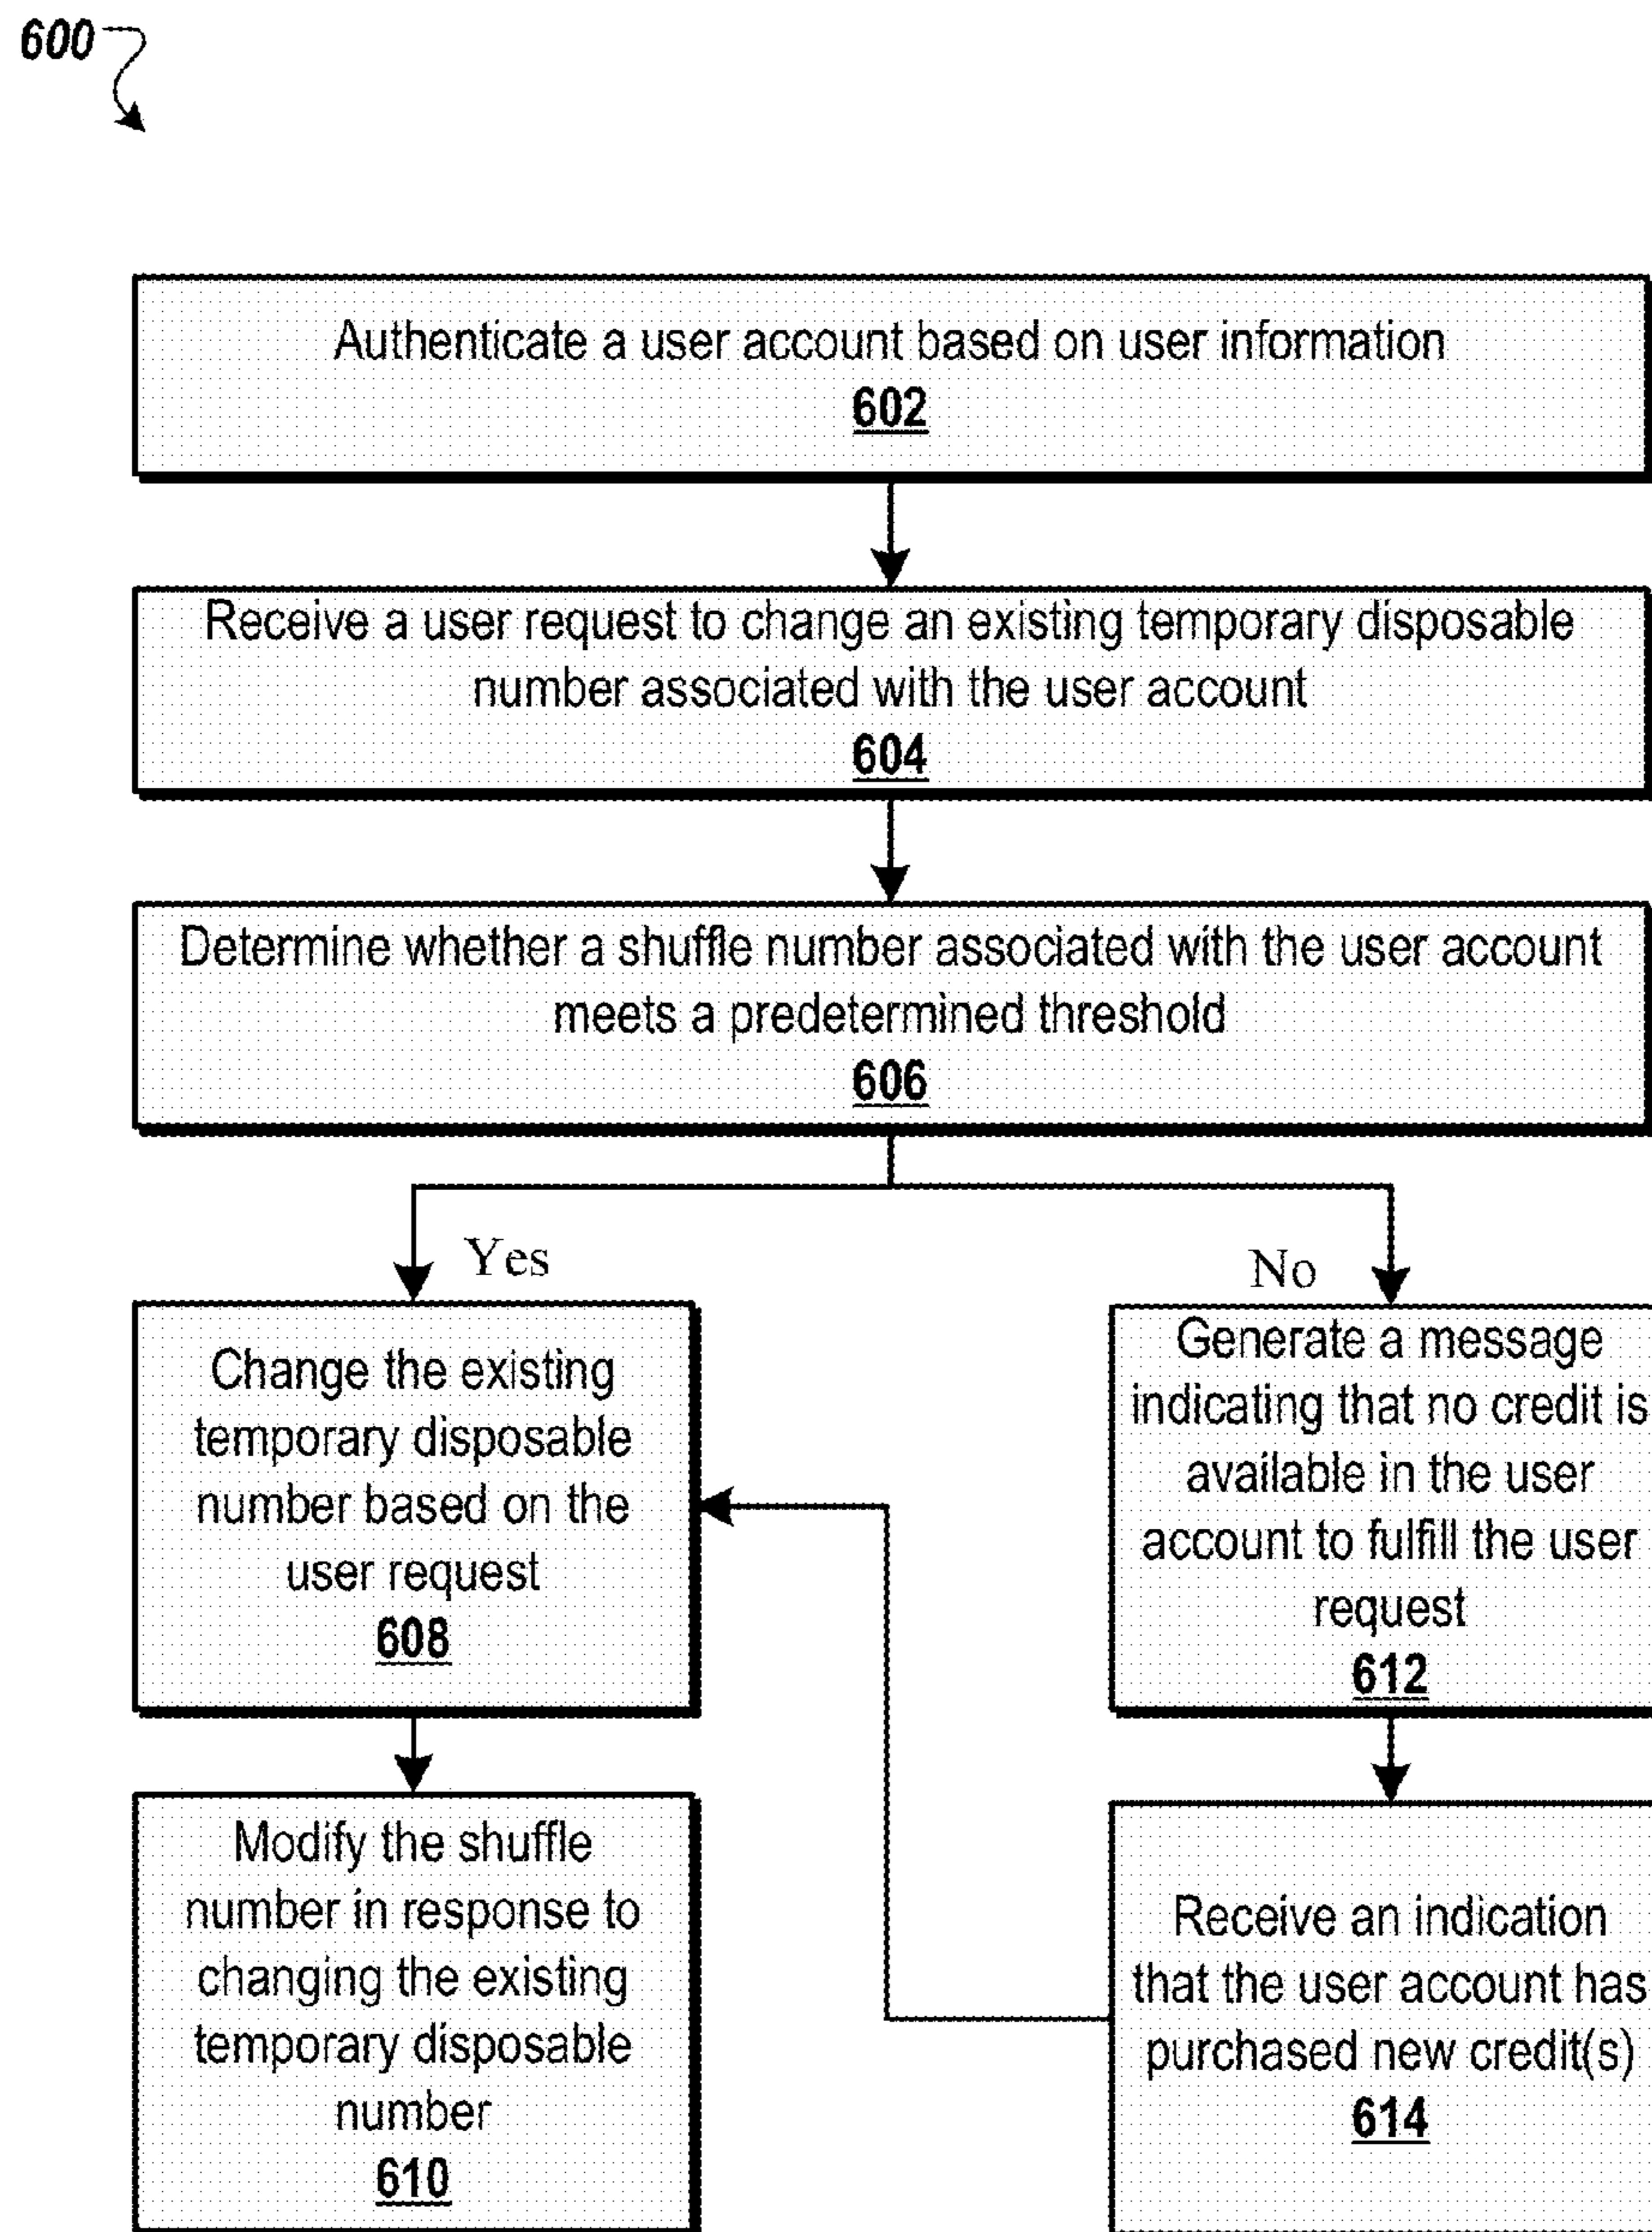 600
Authenticate a user account based on user information
602
Receive a user request to change an existing temporary disposable
number associated with the user account
604
Determine whether a shuffle number associated with the user account
meets a predetermined threshold
606
Yes
No
Change the existing
temporary disposable
number based on the
user request
608
Generate a message
indicating that no credit is
available in the user
account to fulfill the user
request
612
Modify the shuffle
number in response to
changing the existing
temporary disposable
number
610
Receive an indication
that the user account has
purchased new credit(s)
614